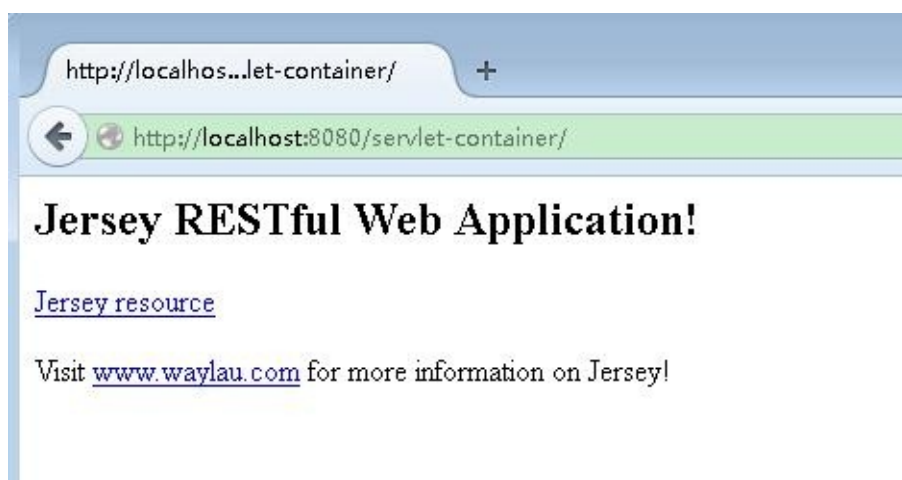 http://localhos...let-container/
http://localhost:8080/servlet-container/
Jersey RESTful Web Application!
Jersey resource
Visit www.waylau.com for more information on Jersey!